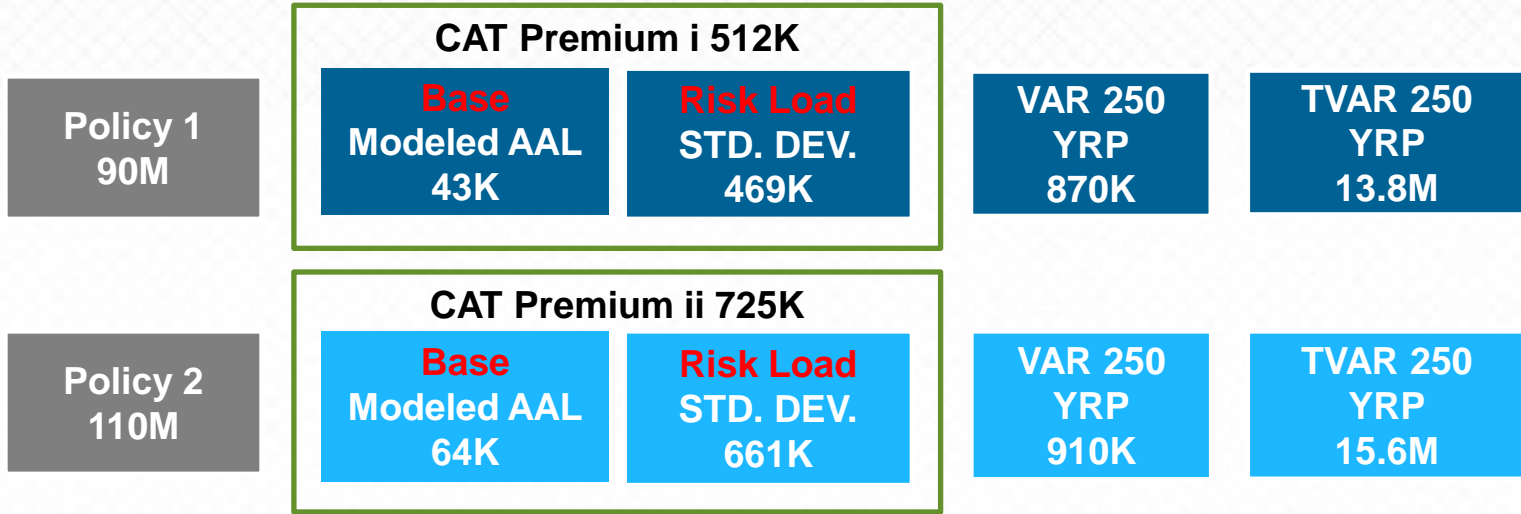 CAT Premium i 512K
Policy 1
90M
Base
Modeled AAL
43K
Risk Load
STD. DEV.
469K
VAR 250
YRP
870K
TVAR 250
YRP
13.8M
CAT Premium ii 725K
Policy 2
110M
Base
Modeled AAL
64K
Risk Load
STD. DEV.
661K
VAR 250
YRP
910K
TVAR 250
YRP
15.6M